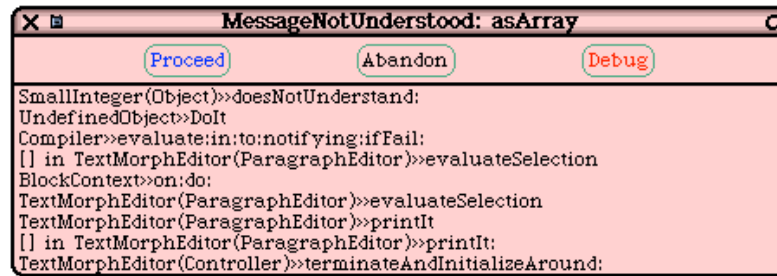 MessageNotUnderstood: asArray
Proceed Abandon Debug
SmallInteger(Object)»doesNotUnderstand:
UndefinedObject»DoIt
Compiler»evaluate:in:to:notifying:ifFail:
[] in TextMorphEditor(ParagraphEditor)»evaluateSelection
BlockContext»on:do:
TextMorphEditor(ParagraphEditor)»evaluateSelection
TextMorphEditor(ParagraphEditor)»printIt
[] in TextMorphEditor(ParagraphEditor)»printIt:
TextMorphEditor(Controller)»terminateAndInitializeAround: